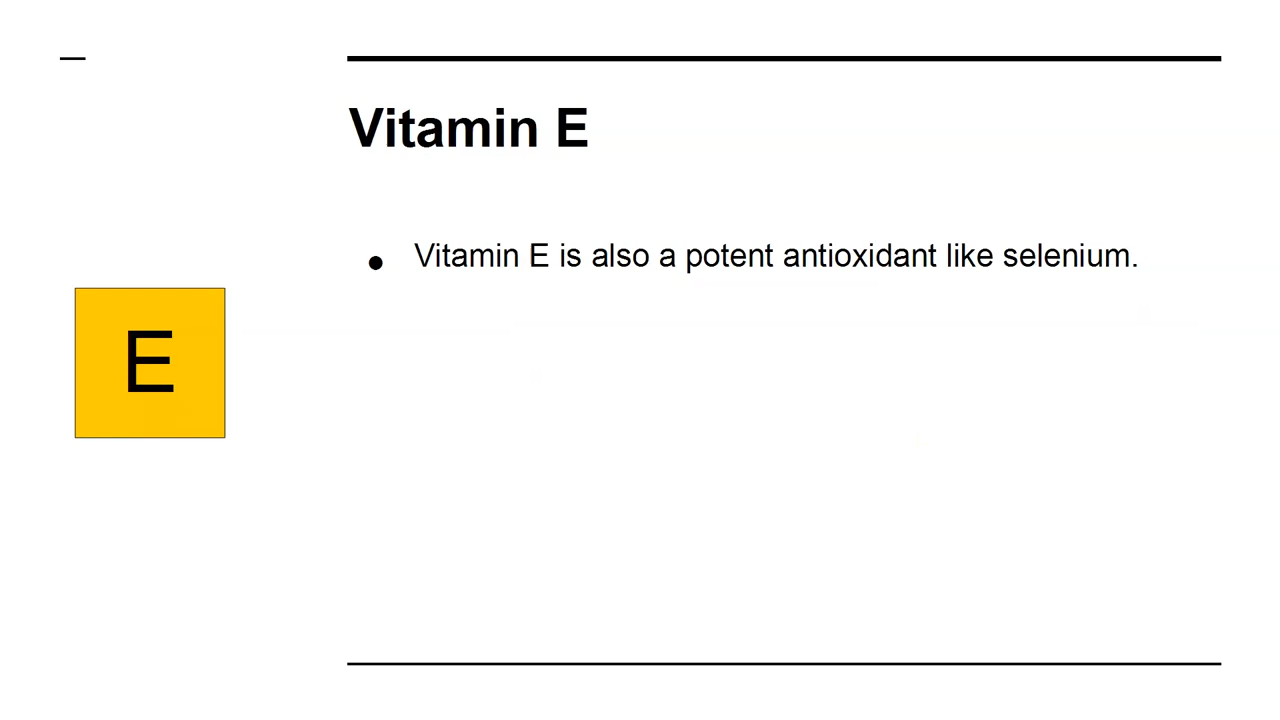 Vitamin E
• Vitamin E is also a potent antioxidant like selenium.
E